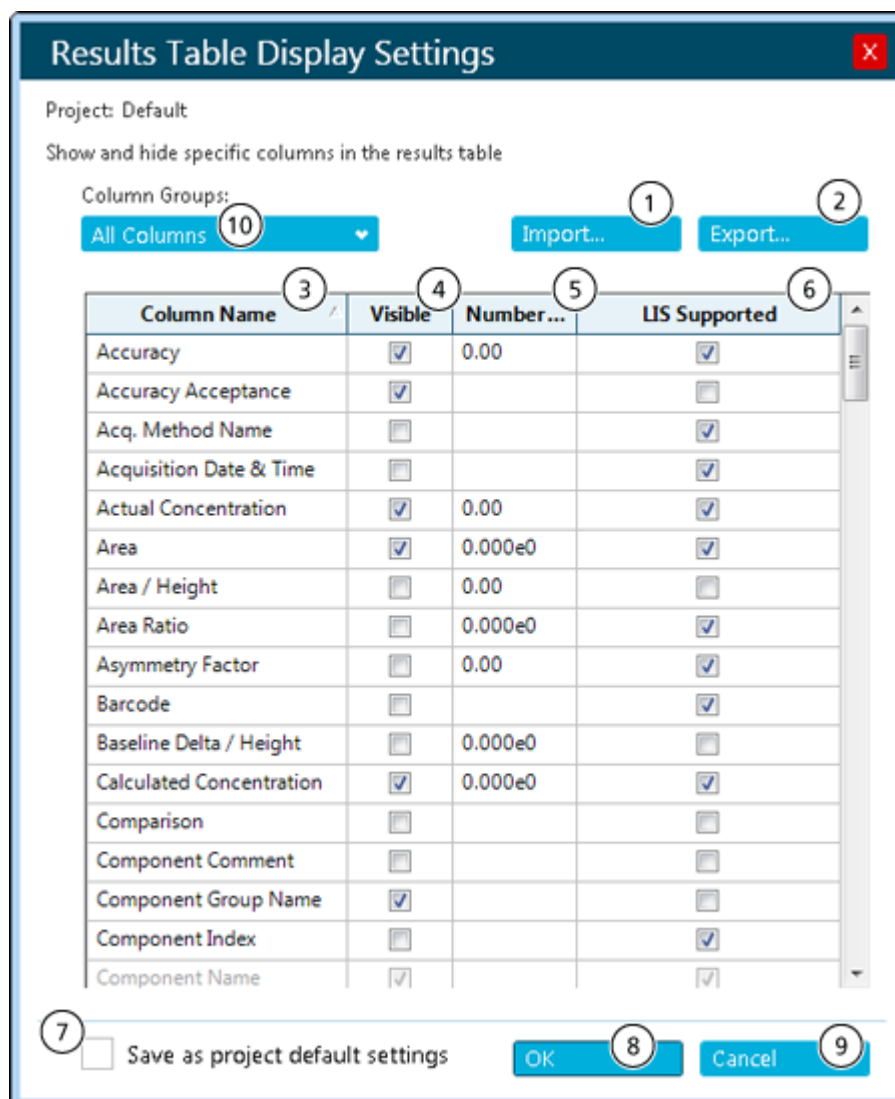 Results Table Display Settings X
Project: Default
Show and hide specific columns in the results table
Column Groups:
All Columns 10 Import... 1 Export... 2
Column Name 3 Visible 4 Number... 5 LIS Supported 6
Accuracy 0.00
Accuracy Acceptance
Acq. Method Name
Acquisition Date & Time
Actual Concentration 0.00
Area 0.000e0
Area / Height 0.00
Area Ratio 0.000e0
Asymmetry Factor 0.00
Barcode
Baseline Delta / Height 0.000e0
Calculated Concentration 0.000e0
Comparison
Component Comment
Component Group Name
Component Index
Component Name
7 Save as project default settings OK 8 Cancel 9